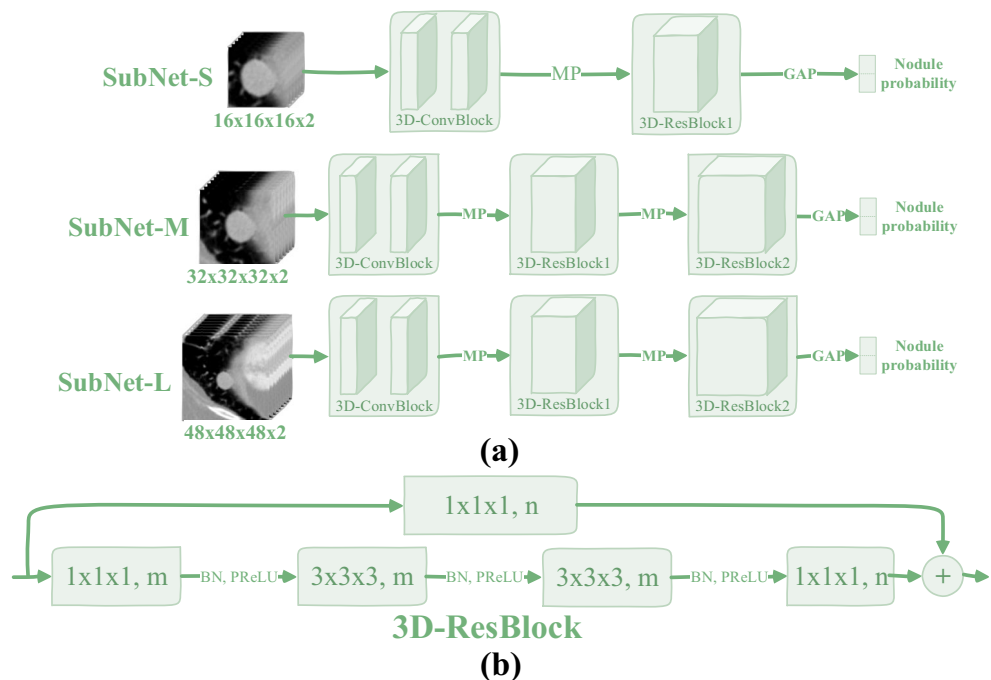 SubNet-S
16x16x16x2
3D-ConvBlock
MP
3D-ResBlock1
GAP
Nodule
probability
SubNet-M
32x32x32x2
3D-ConvBlock
MP
3D-ResBlock1
MP
3D-ResBlock2
GAP
Nodule
probability
SubNet-L
48x48x48x2
3D-ConvBlock
MP
3D-ResBlock1
MP
3D-ResBlock2
GAP
Nodule
probability
(a)
1x1x1, n
1x1x1, m
BN, PReLU
3x3x3, m
BN, PReLU
3x3x3, m
BN, PReLU
1x1x1, n
+
3D-ResBlock
(b)